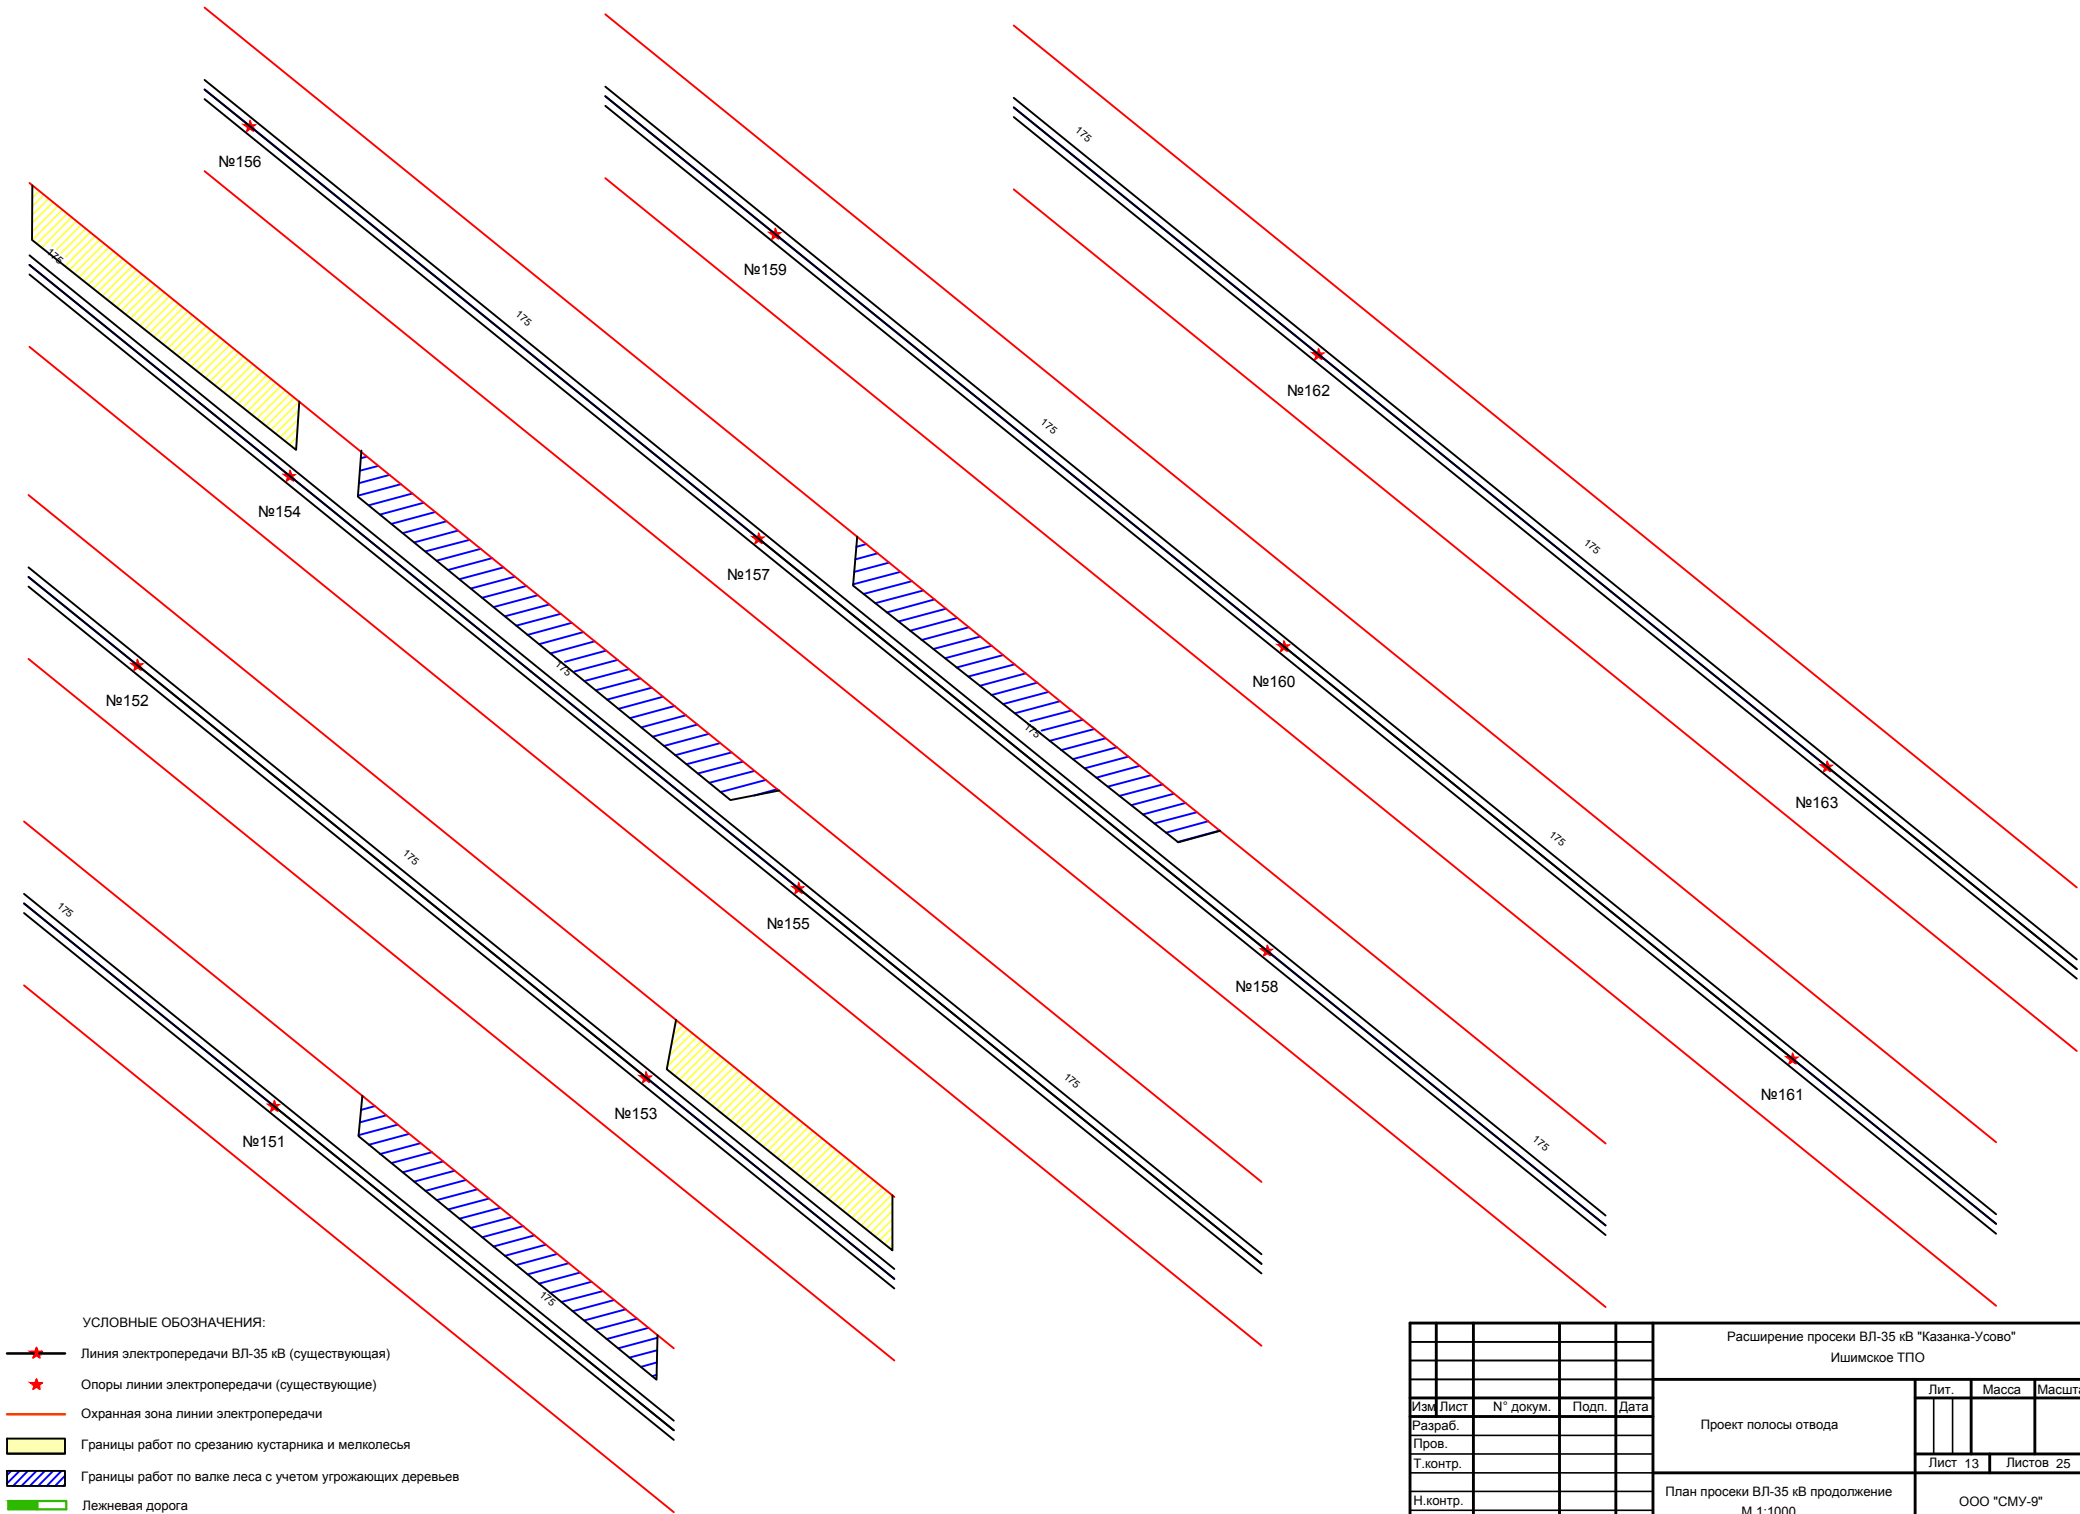 175
№156
175
№159
175
175
№162
№154
№157
175
175
№152
№160
175
№163
175
175
№155
175
№158
175
№153
№151
№161
175
175
УСЛОВНЫЕ ОБОЗНАЧЕНИЯ:
Линия электропередачи ВЛ-35 кВ (существующая)
Опоры линии электропередачи (существующие)
Охранная зона линии электропередачи
Границы работ по срезанию кустарника и мелколесья
Границы работ по валке леса с учетом угрожающих деревьев
Лежневая дорога
Расширение просеки ВЛ-35 кВ "Казанка-Усово"
Ишимское ТПО
Лит. Масса Масшта
Изм Лист N° докум. Подп. Дата
Разраб.
Проект полосы отвода
Пров.
Т.контр.
Лист 13 Листов 25
План просеки ВЛ-35 кВ продолжение
М 1:1000
Н.контр.
ООО "СМУ-9"